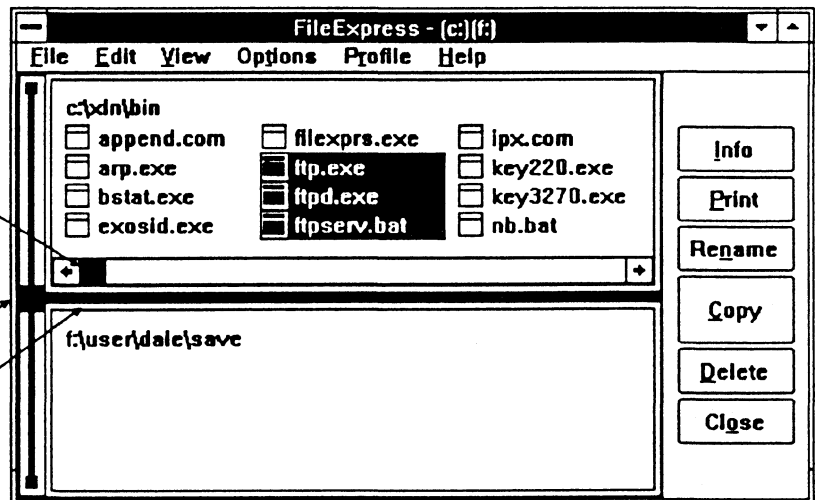 FileExpress - (c:)(f:)
File Edit View Options Profile Help
c:\xln\bin
append.com filexprs.exe ipx.com
arp.exe ftp.exe key220.exe
bstat.exe ftpd.exe key3270.exe
exosid.exe ftpserv.bat nb.bat
f:\user\dale\save
Info
Print
Rename
Copy
Delete
Close